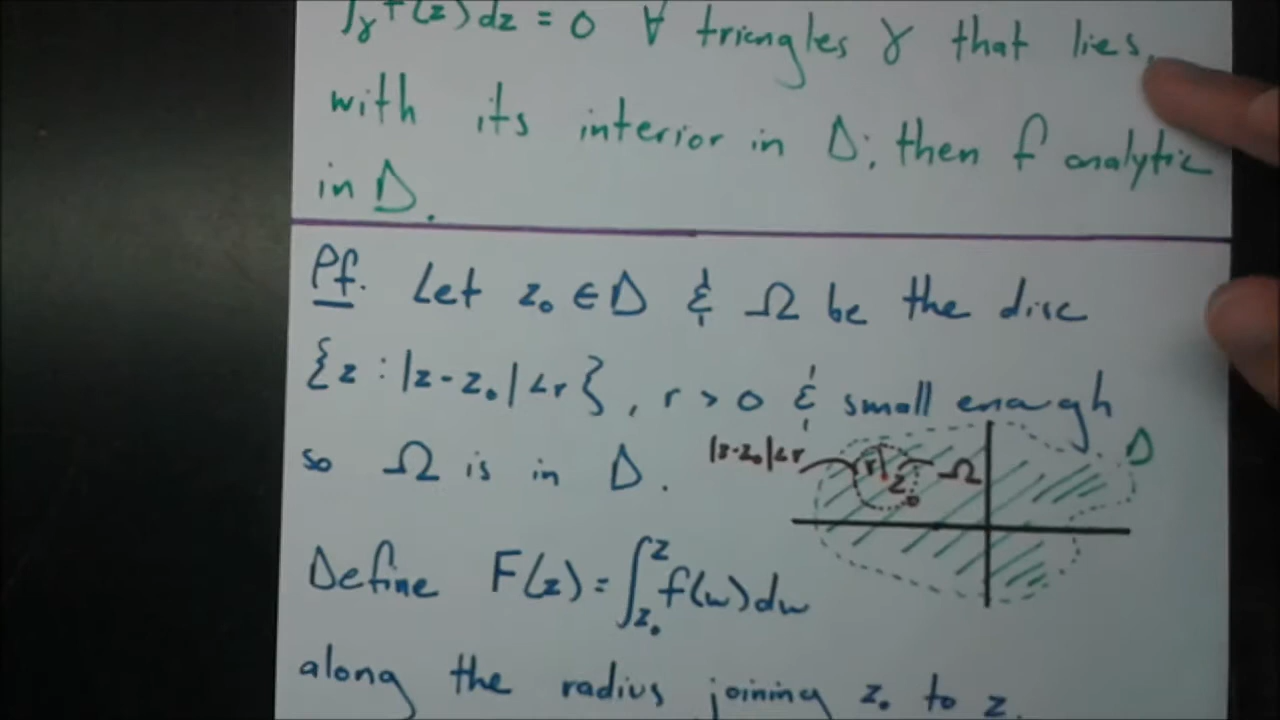 ∫_γ f(z)dz = 0 ∀ triangles γ that lies,
with its interior in D; then f analytic
in D.
Pf. Let z₀ ∈ D & Ω be the disc
{z : |z-z₀|<r}, r > 0 & small enough
so Ω is in D.
|z-z₀|<r r z₀ Ω D
Define F(z) = ∫_{z₀}^{z} f(w)dw
along the radius joining z₀ to z.